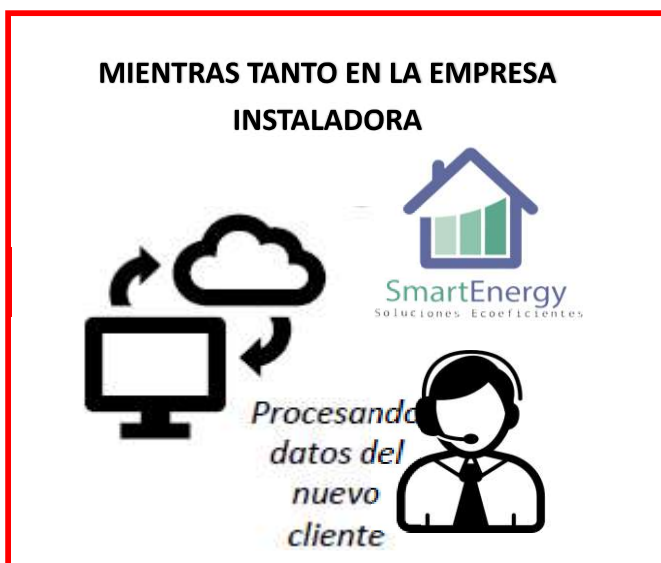 MIENTRAS TANTO EN LA EMPRESA
INSTALADORA
SmartEnergy
Soluciones Ecoeficientes
Procesando
datos del
nuevo
cliente